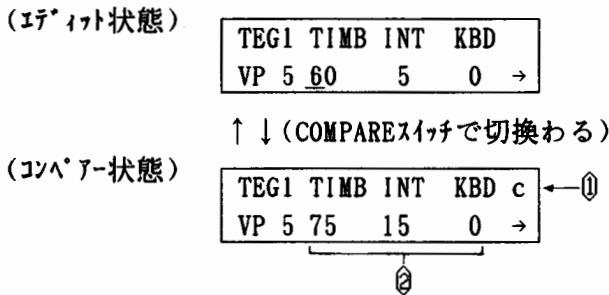 (ｴﾃﾞｨｯﾄ状態)
TEG1 TIMB INT KBD
VP 5 60 5 0 →
↑↓(COMPAREｽｲｯﾁで切換わる)
(ｺﾝﾍﾟｱｰ状態)
TEG1 TIMB INT KBD c ←①
VP 5 75 15 0 →
②